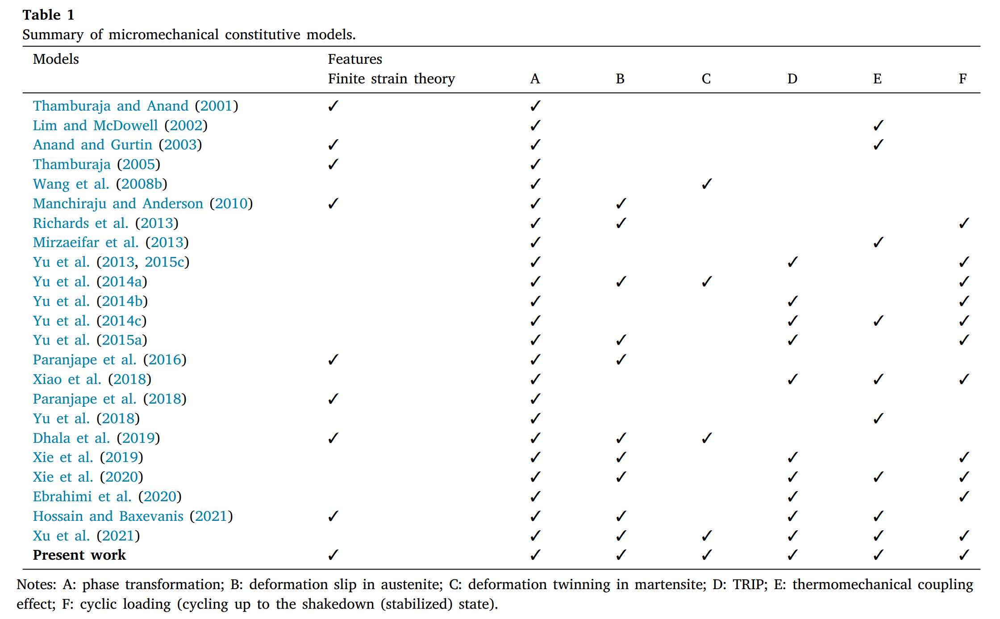 Table 1
Summary of micromechanical constitutive models.
Models Features
Finite strain theory A B C D E F
Thamburaja and Anand (2001) ✓ ✓
Lim and McDowell (2002) ✓ ✓
Anand and Gurtin (2003) ✓ ✓ ✓
Thamburaja (2005) ✓ ✓
Wang et al. (2008b) ✓ ✓
Manchiraju and Anderson (2010) ✓ ✓ ✓
Richards et al. (2013) ✓ ✓ ✓
Mirzaeifar et al. (2013) ✓ ✓
Yu et al. (2013, 2015c) ✓ ✓ ✓
Yu et al. (2014a) ✓ ✓ ✓ ✓
Yu et al. (2014b) ✓ ✓ ✓
Yu et al. (2014c) ✓ ✓ ✓ ✓
Yu et al. (2015a) ✓ ✓ ✓ ✓
Paranjape et al. (2016) ✓ ✓ ✓
Xiao et al. (2018) ✓ ✓ ✓ ✓
Paranjape et al. (2018) ✓ ✓
Yu et al. (2018) ✓ ✓
Dhala et al. (2019) ✓ ✓ ✓ ✓
Xie et al. (2019) ✓ ✓ ✓ ✓
Xie et al. (2020) ✓ ✓ ✓ ✓ ✓
Ebrahimi et al. (2020) ✓ ✓ ✓
Hossain and Baxevanis (2021) ✓ ✓ ✓ ✓ ✓
Xu et al. (2021) ✓ ✓ ✓ ✓ ✓ ✓
Present work ✓ ✓ ✓ ✓ ✓ ✓ ✓
Notes: A: phase transformation; B: deformation slip in austenite; C: deformation twinning in martensite; D: TRIP; E: thermomechanical coupling
effect; F: cyclic loading (cycling up to the shakedown (stabilized) state).